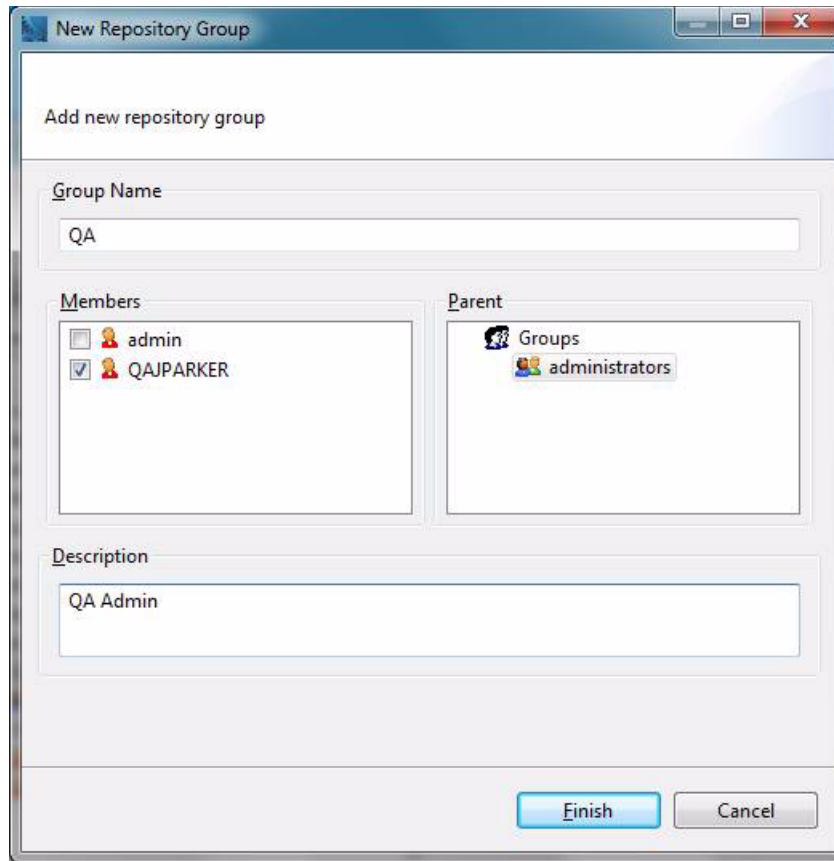 New Repository Group
Add new repository group
Group Name
QA
Members
Parent
admin
QAJPARKER
Groups
administrators
Description
QA Admin
Finish
Cancel